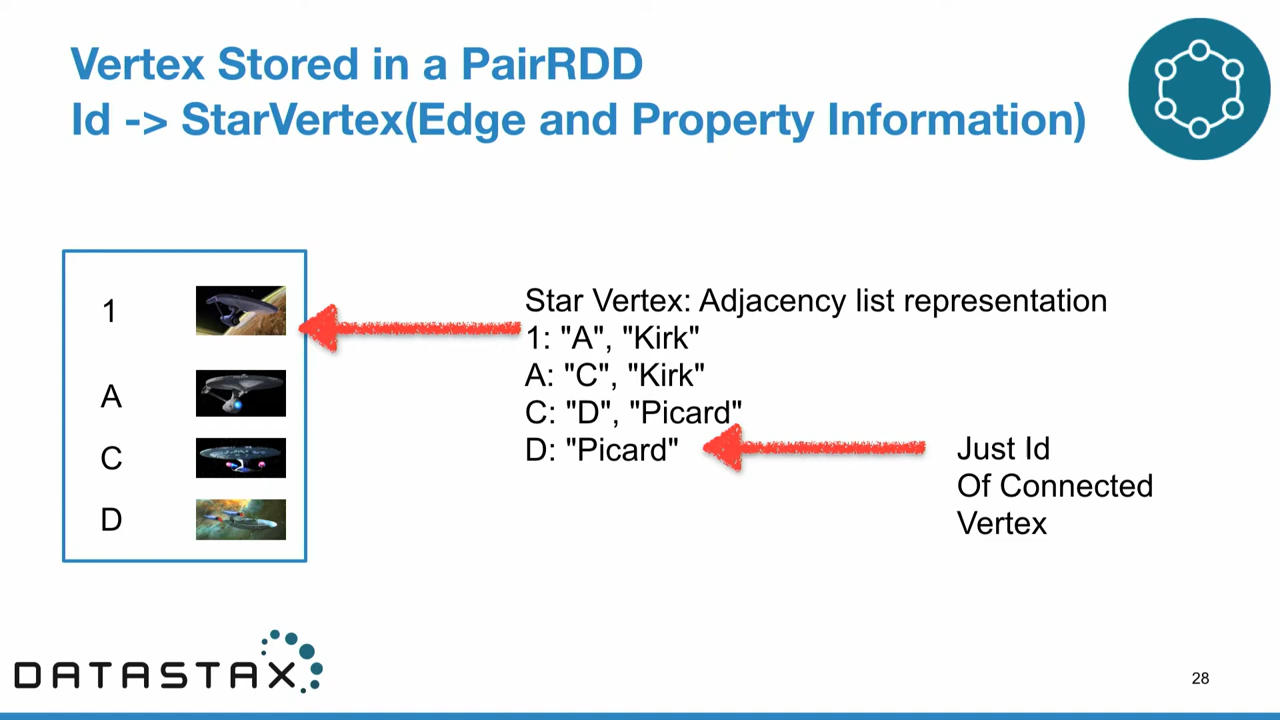 Vertex Stored in a PairRDD
Id -> StarVertex(Edge and Property Information)
1
A
C
D
Star Vertex: Adjacency list representation
1: "A", "Kirk"
A: "C", "Kirk"
C: "D", "Picard"
D: "Picard"
Just Id
Of Connected
Vertex
DATASTAX
28